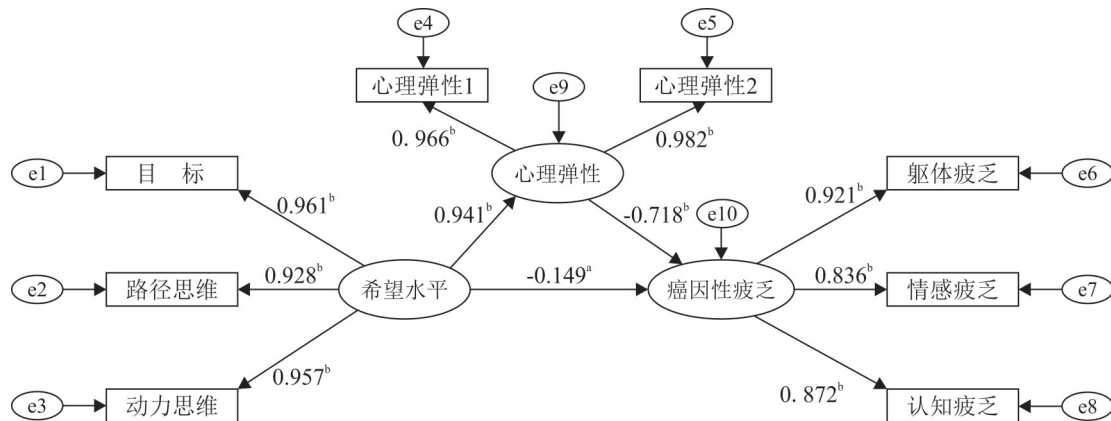 e4
e5
心理弹性1
e9
心理弹性2
0.966ᵇ
0.982ᵇ
e1
目 标
心理弹性
躯体疲乏
e6
0.961ᵇ
0.941ᵇ
-0.718ᵇ
e10
0.921ᵇ
e2
路径思维
0.928ᵇ
希望水平
-0.149ᵃ
癌因性疲乏
0.836ᵇ
情感疲乏
e7
0.957ᵇ
0.872ᵇ
e3
动力思维
认知疲乏
e8